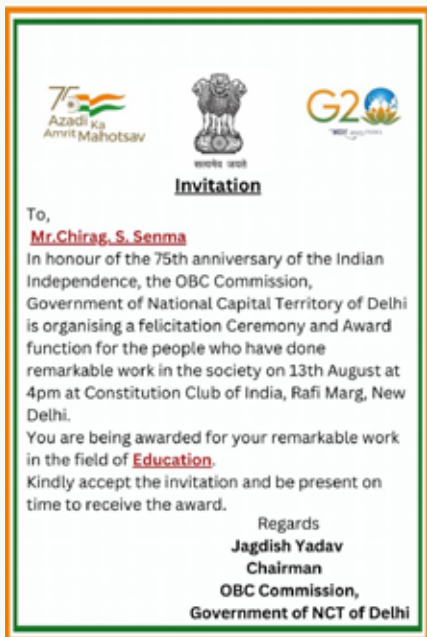 75
Azadi Ka
Amrit Mahotsav
G20
सत्यमेव जयते
Invitation
To,
Mr.Chirag. S. Senma
In honour of the 75th anniversary of the Indian
Independence, the OBC Commission,
Government of National Capital Territory of Delhi
is organising a felicitation Ceremony and Award
function for the people who have done
remarkable work in the society on 13th August at
4pm at Constitution Club of India, Rafi Marg, New
Delhi.
You are being awarded for your remarkable work
in the field of Education.
Kindly accept the invitation and be present on
time to receive the award.
Regards
Jagdish Yadav
Chairman
OBC Commission,
Government of NCT of Delhi